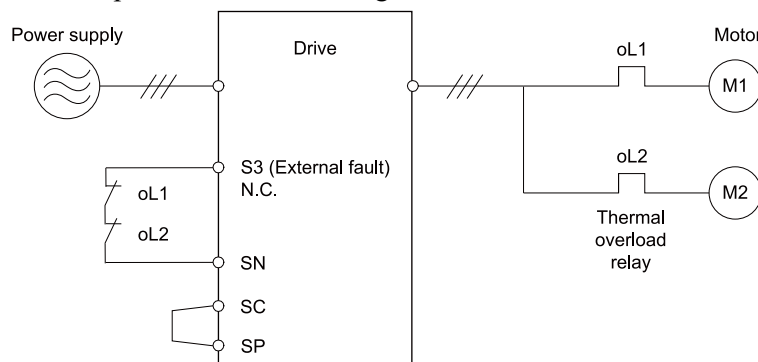 Power supply
Drive
oL1
Motor
M1
S3 (External fault)
N.C.
oL1
oL2
oL2
M2
Thermal
overload
relay
SN
SC
SP